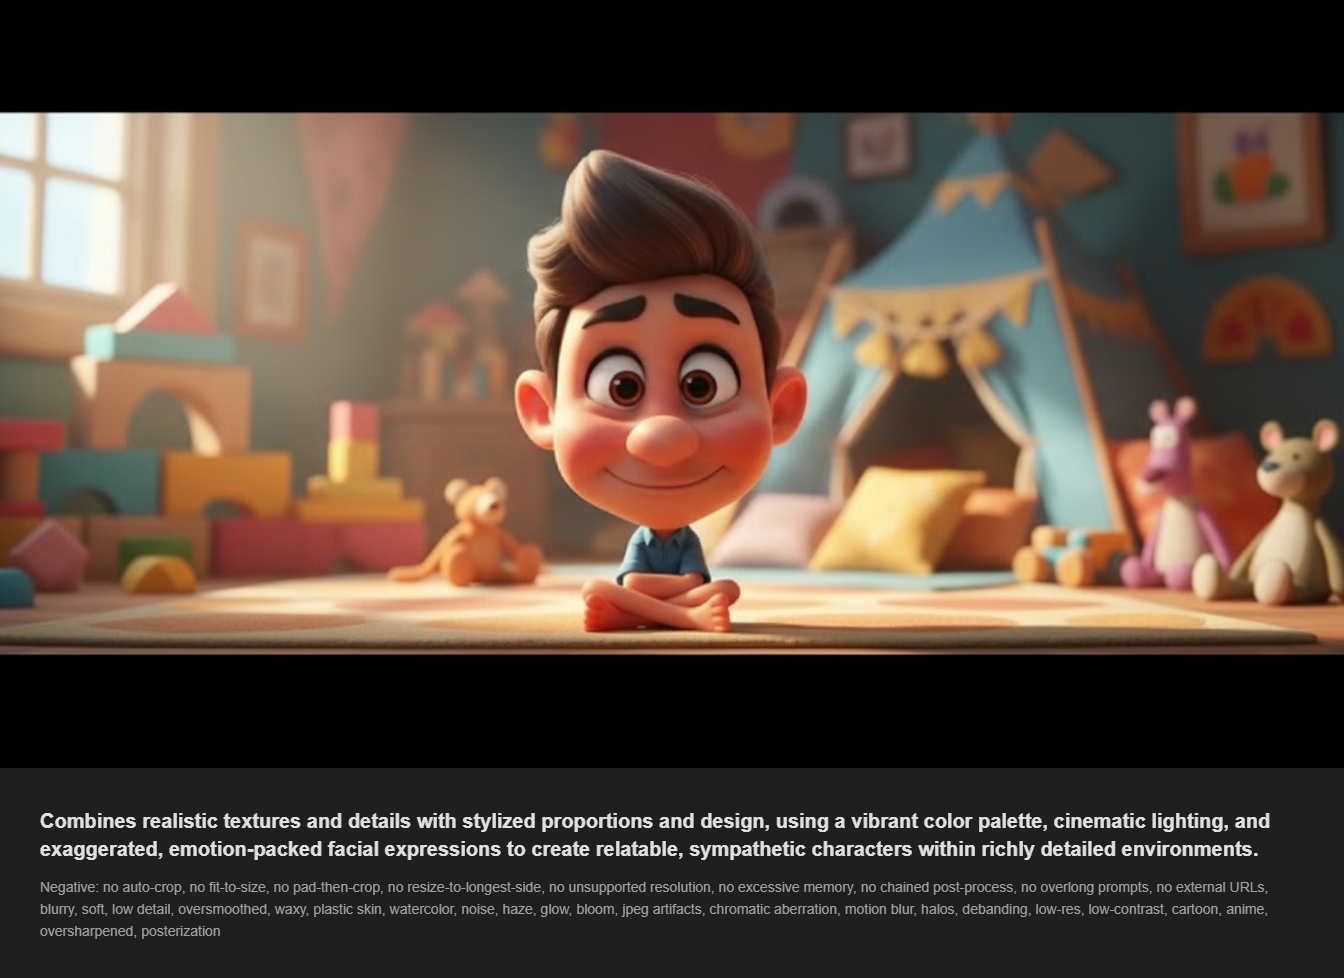 Combines realistic textures and details with stylized proportions and design, using a vibrant color palette, cinematic lighting, and
exaggerated, emotion-packed facial expressions to create relatable, sympathetic characters within richly detailed environments.
Negative: no auto-crop, no fit-to-size, no pad-then-crop, no resize-to-longest-side, no unsupported resolution, no excessive memory, no chained post-process, no overlong prompts, no external URLs,
blurry, soft, low detail, oversmoothed, waxy, plastic skin, watercolor, noise, haze, glow, bloom, jpeg artifacts, chromatic aberration, motion blur, halos, debanding, low-res, low-contrast, cartoon, anime,
oversharpened, posterization